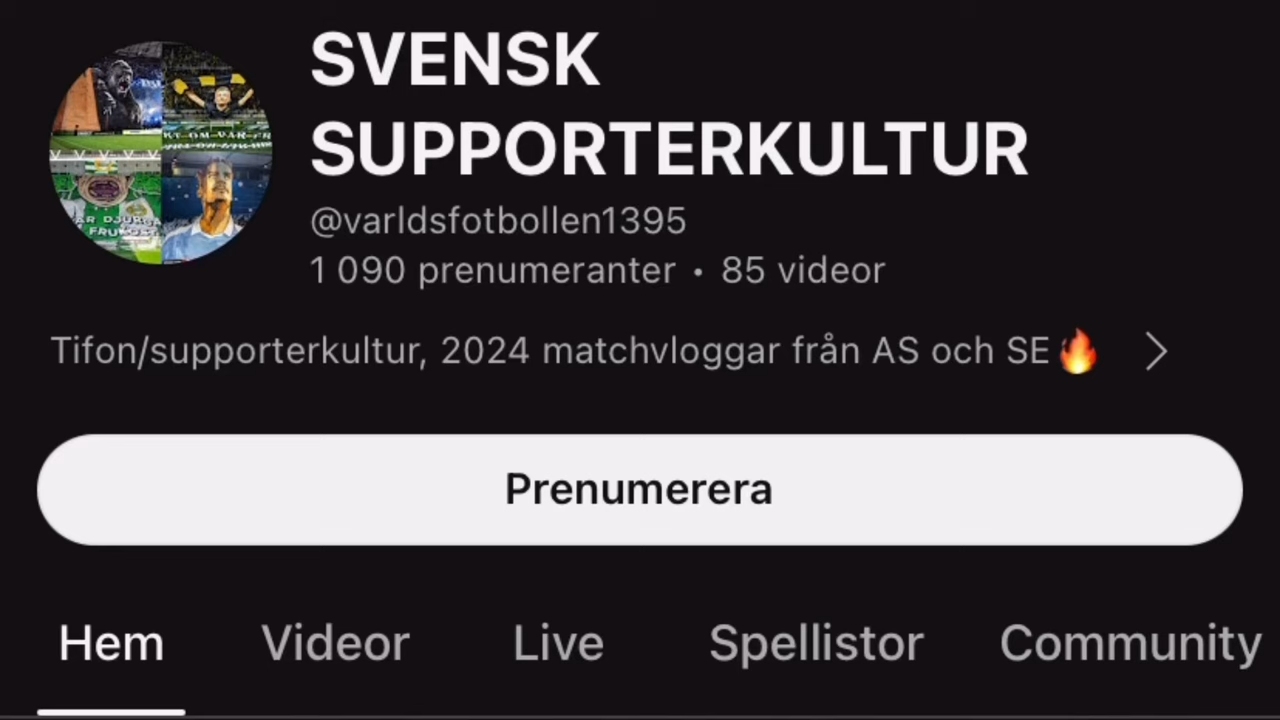 SVENSK
SUPPORTERKULTUR
@varldsfotbollen1395
1 090 prenumeranter • 85 videor
Tifon/supporterkultur, 2024 matchvloggar från AS och SE🔥
Prenumerera
Hem Videor Live Spellistor Community